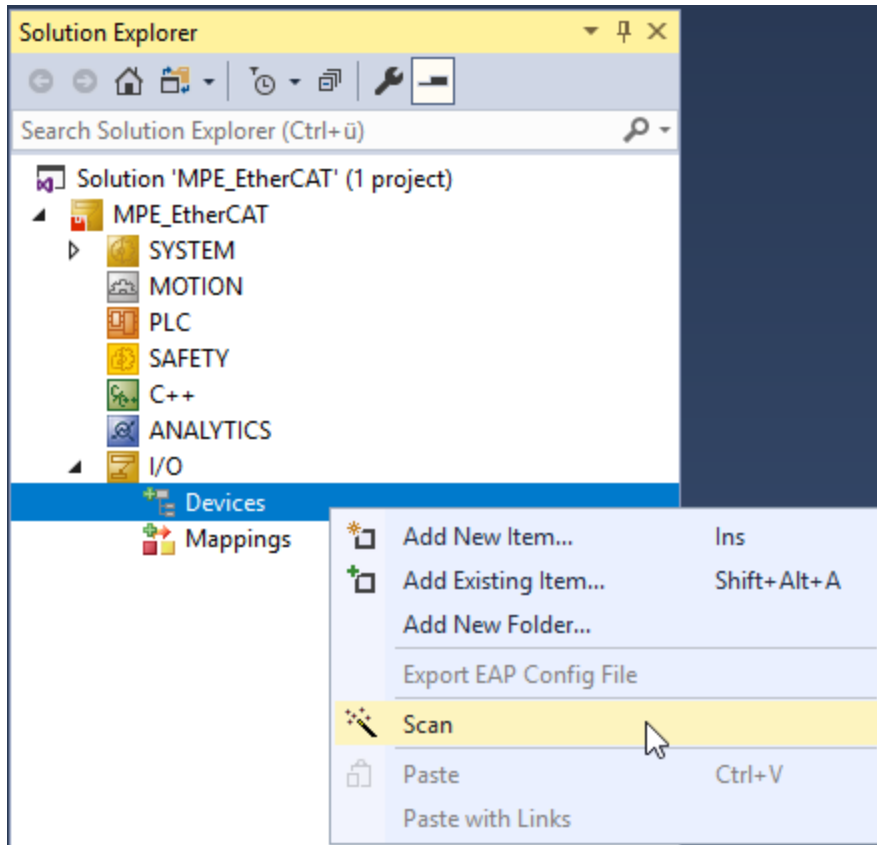 Solution Explorer
Search Solution Explorer (Ctrl+ü)
Solution 'MPE_EtherCAT' (1 project)
MPE_EtherCAT
SYSTEM
MOTION
PLC
SAFETY
C++
ANALYTICS
I/O
Devices
Mappings
Add New Item... Ins
Add Existing Item... Shift+Alt+A
Add New Folder...
Export EAP Config File
Scan
Paste Ctrl+V
Paste with Links